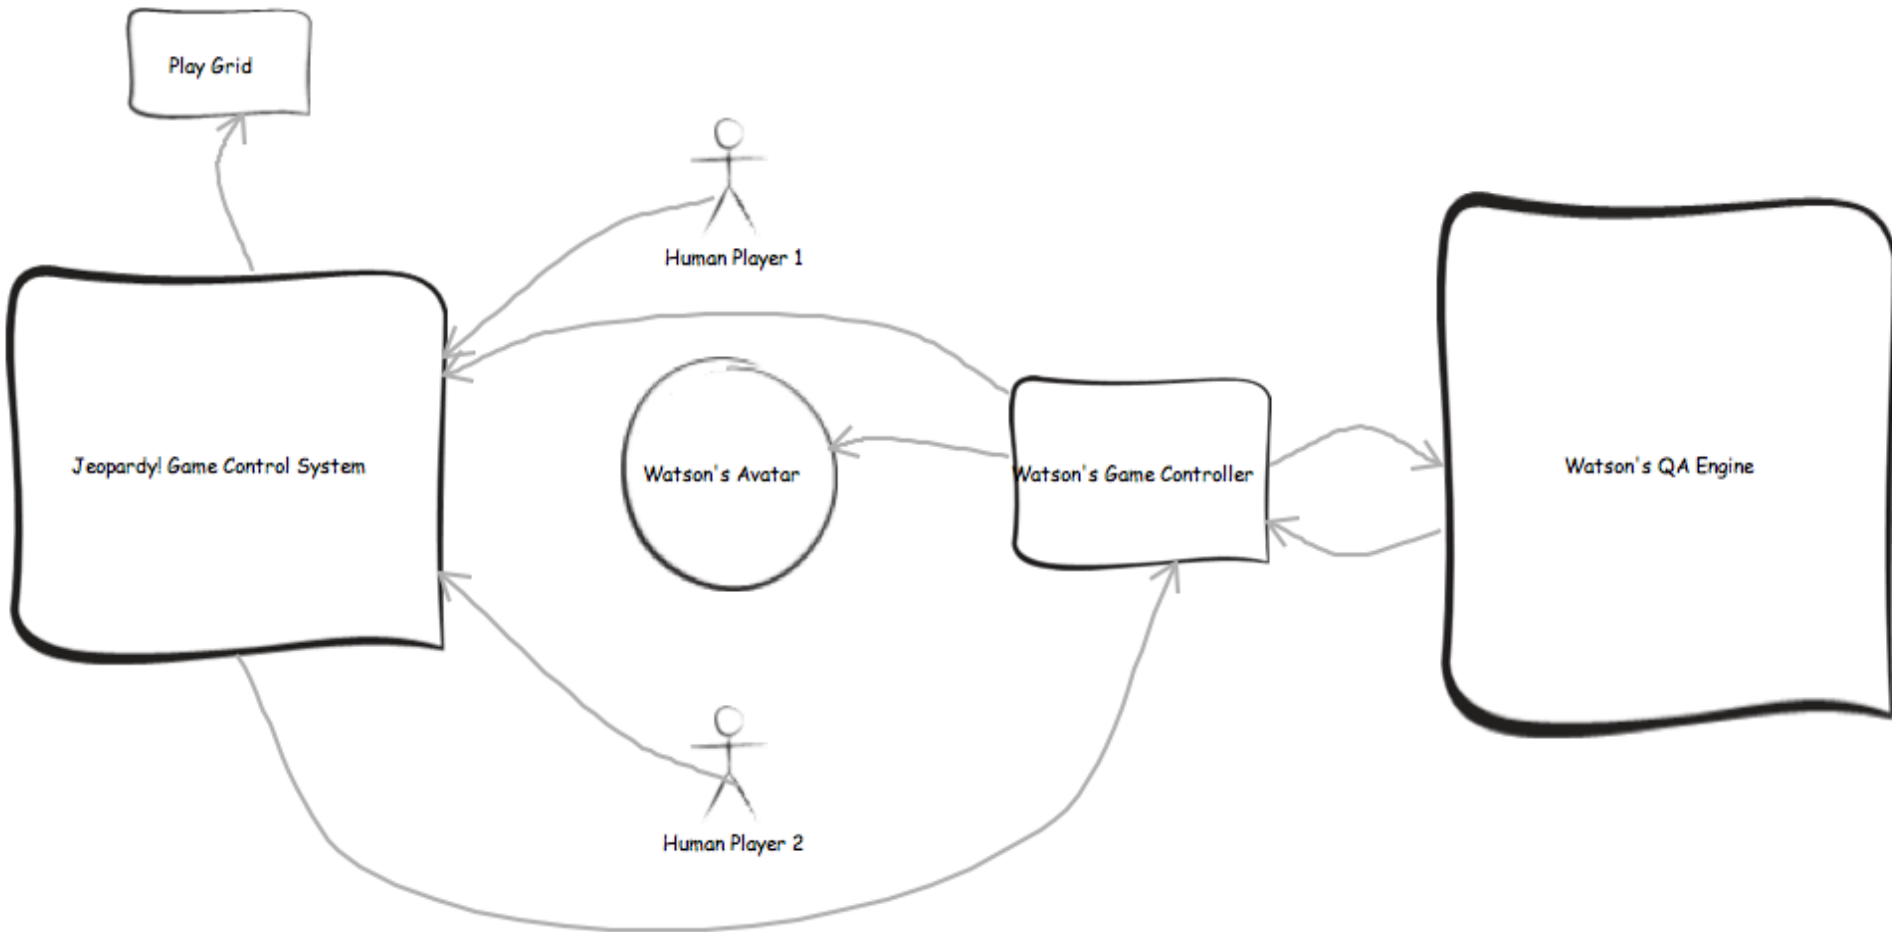 Play Grid
Human Player 1
Jeopardy! Game Control System
Watson's Avatar
Watson's Game Controller
Watson's QA Engine
Human Player 2